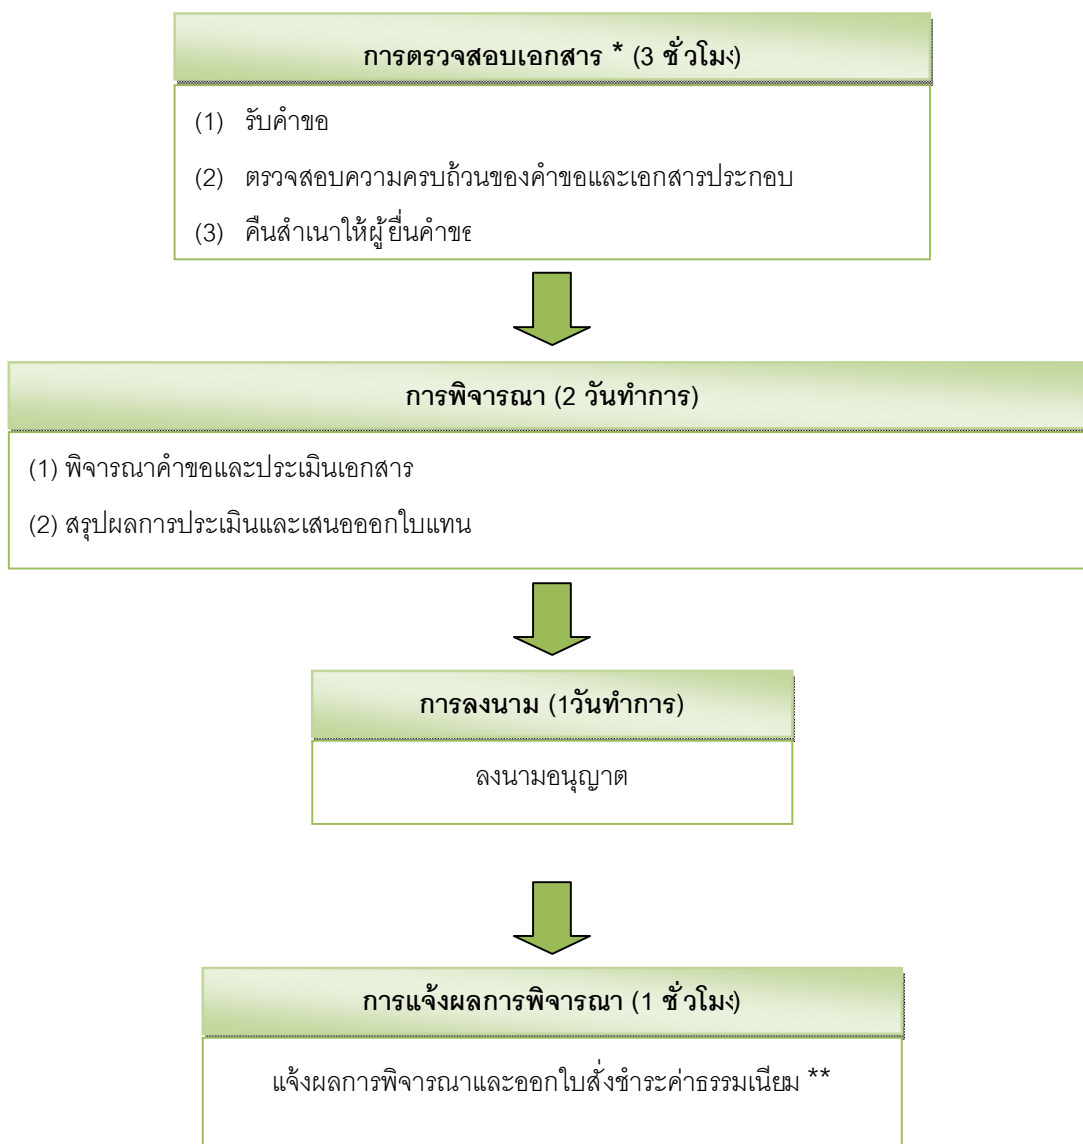 การตรวจสอบเอกสาร * (3 ชั่วโมง)
(1) รับคำขอ
(2) ตรวจสอบความครบถ้วนของคำขอและเอกสารประกอบ
(3) คืนสำเนาให้ผู้ยื่นคำขอ
การพิจารณา (2 วันทำการ)
(1) พิจารณาคำขอและประเมินเอกสาร
(2) สรุปผลการประเมินและเสนอออกใบแทน
การลงนาม (1วันทำการ)
ลงนามอนุญาต
การแจ้งผลการพิจารณา (1 ชั่วโมง)
แจ้งผลการพิจารณาและออกใบสั่งชำระค่าธรรมเนียม **